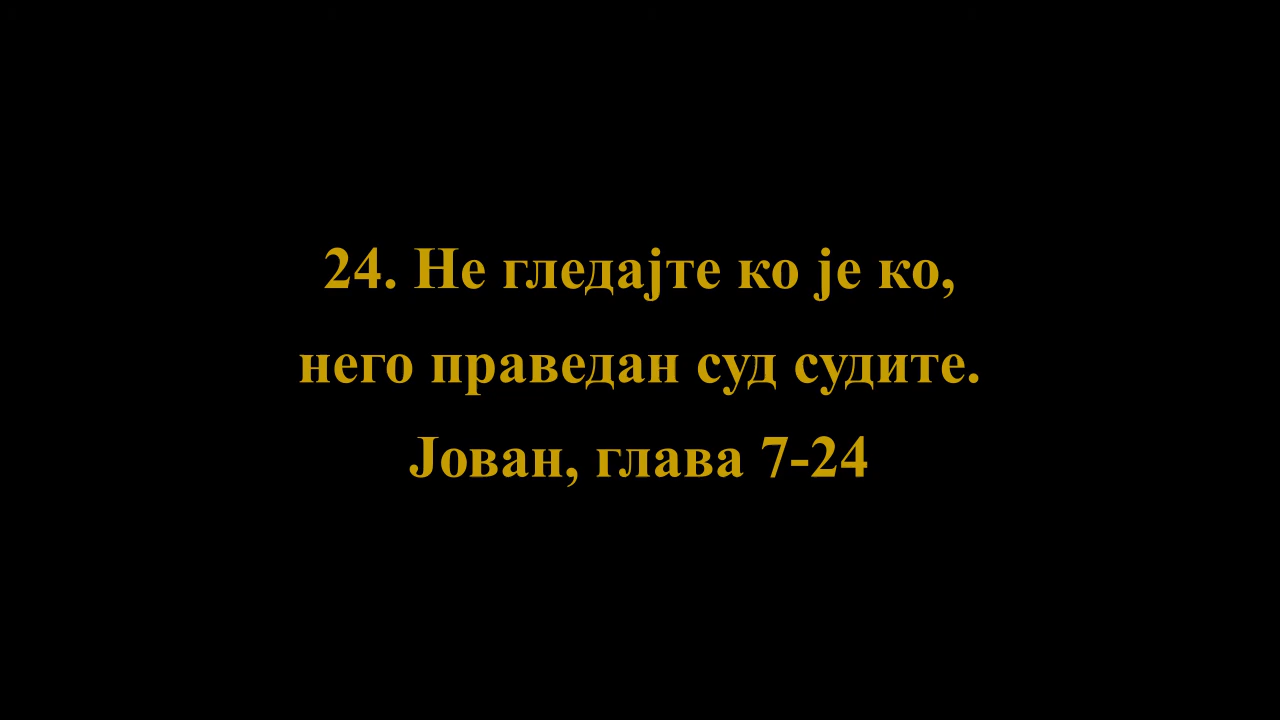 24. Не гледајте ко је ко,
него праведан суд судите.
Јован, глава 7-24